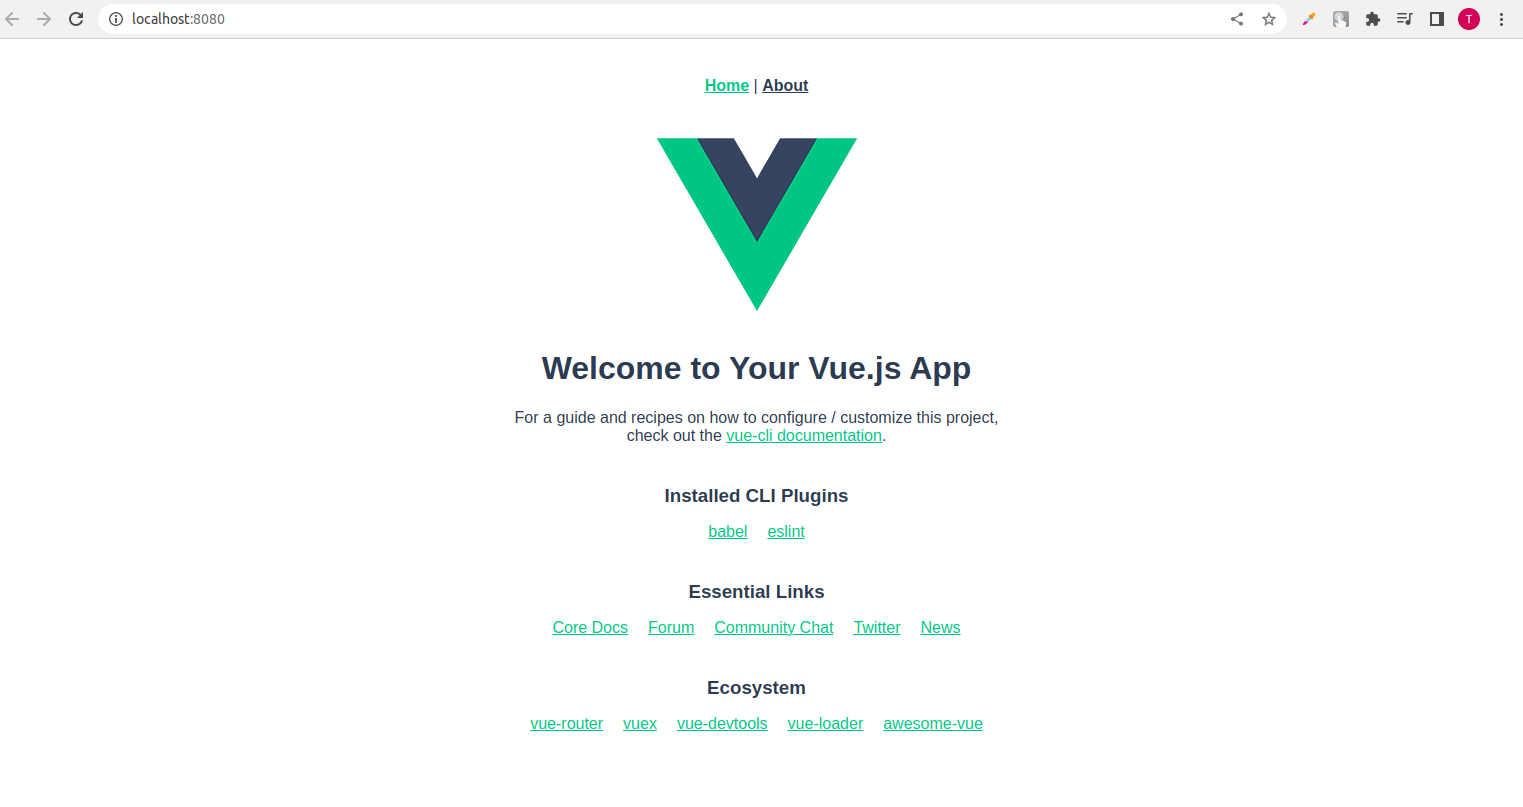 localhost:8080
T
Home | About
Welcome to Your Vue.js App
For a guide and recipes on how to configure / customize this project,
check out the vue-cli documentation.
Installed CLI Plugins
babel eslint
Essential Links
Core Docs Forum Community Chat Twitter News
Ecosystem
vue-router vuex vue-devtools vue-loader awesome-vue